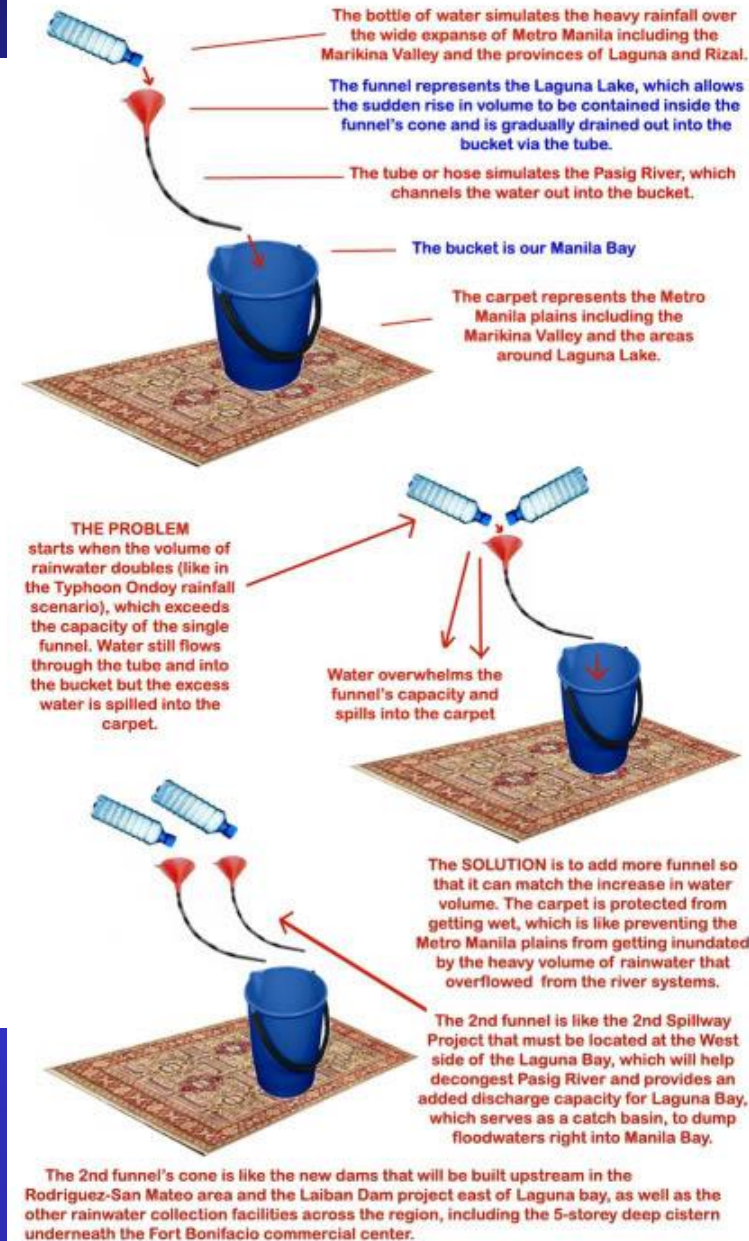 The bottle of water simulates the heavy rainfall over
the wide expanse of Metro Manila including the
Marikina Valley and the provinces of Laguna and Rizal.
The funnel represents the Laguna Lake, which allows
the sudden rise in volume to be contained inside the
funnel's cone and is gradually drained out into the
bucket via the tube.
The tube or hose simulates the Pasig River, which
channels the water out into the bucket.
The bucket is our Manila Bay
The carpet represents the Metro
Manila plains including the
Marikina Valley and the areas
around Laguna Lake.
THE PROBLEM
starts when the volume of
rainwater doubles (like in
the Typhoon Ondoy rainfall
scenario), which exceeds
the capacity of the single
funnel. Water still flows
through the tube and into
the bucket but the excess
water is spilled into the
carpet.
Water overwhelms the
funnel's capacity and
spills into the carpet
The SOLUTION is to add more funnel so
that it can match the increase in water
volume. The carpet is protected from
getting wet, which is like preventing the
Metro Manila plains from getting inundated
by the heavy volume of rainwater that
overflowed from the river systems.
The 2nd funnel is like the 2nd Spillway
Project that must be located at the West
side of the Laguna Bay, which will help
decongest Pasig River and provides an
added discharge capacity for Laguna Bay,
which serves as a catch basin, to dump
floodwaters right into Manila Bay.
The 2nd funnel's cone is like the new dams that will be built upstream in the
Rodriguez-San Mateo area and the Laiban Dam project east of Laguna bay, as well as the
other rainwater collection facilities across the region, including the 5-storey deep cistern
underneath the Fort Bonifacio commercial center.